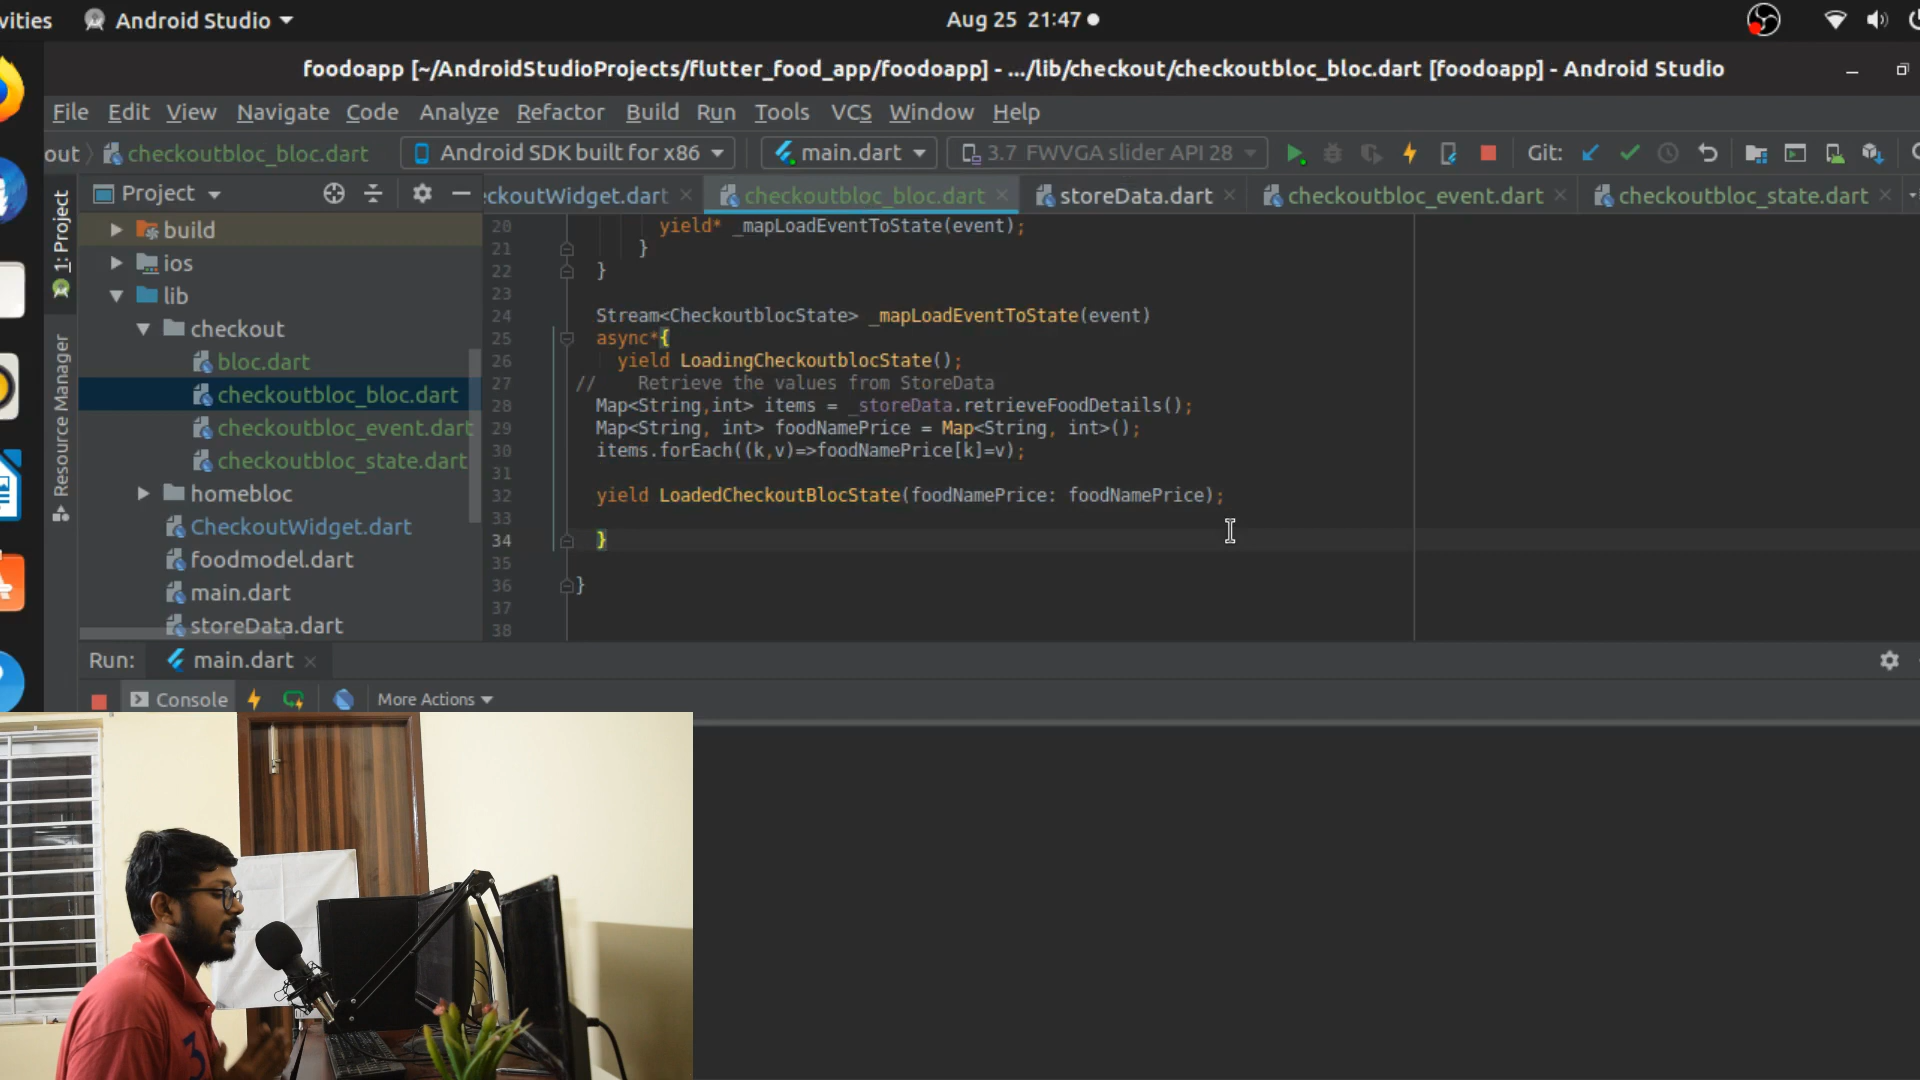 vities
Android Studio
Aug 25 21:47
foodoapp [~/AndroidStudioProjects/flutter_food_app/foodoapp] - .../lib/checkout/checkoutbloc_bloc.dart [foodoapp] - Android Studio
File Edit View Navigate Code Analyze Refactor Build Run Tools VCS Window Help
out checkoutbloc_bloc.dart Android SDK built for x86 main.dart 3.7 FWVGA slider API 28 Git:
Project
ckoutWidget.dart checkoutbloc_bloc.dart storeData.dart checkoutbloc_event.dart checkoutbloc_state.dart
1: Project
Resource Manager
build
ios
lib
checkout
bloc.dart
checkoutbloc_bloc.dart
checkoutbloc_event.dart
checkoutbloc_state.dart
homebloc
CheckoutWidget.dart
foodmodel.dart
main.dart
storeData.dart
20 yield* _mapLoadEventToState(event);
21 }
22 }
23
24 Stream<CheckoutblocState> _mapLoadEventToState(event)
25 async*{
26 yield LoadingCheckoutblocState();
27 // Retrieve the values from StoreData
28 Map<String,int> items = _storeData.retrieveFoodDetails();
29 Map<String, int> foodNamePrice = Map<String, int>();
30 items.forEach((k,v)=>foodNamePrice[k]=v);
31
32 yield LoadedCheckoutBlocState(foodNamePrice: foodNamePrice);
33
34 }
35
36 }
37
38
Run: main.dart
Console More Actions
3